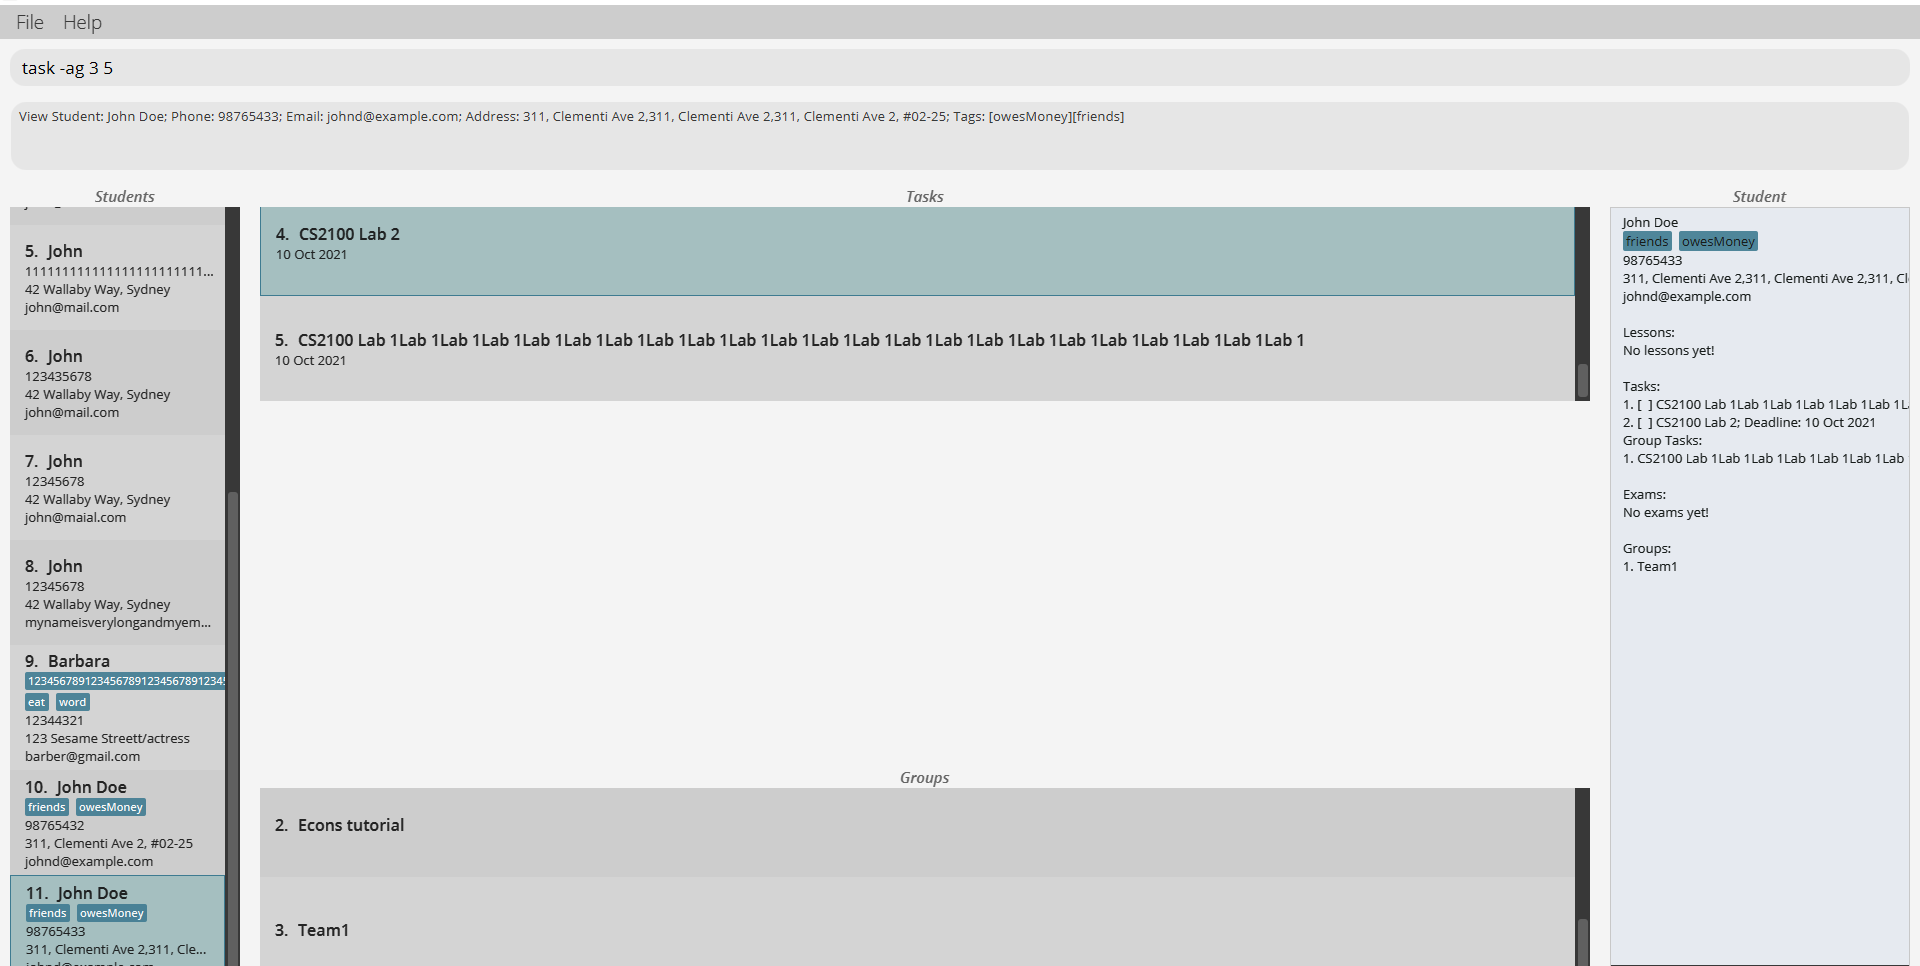 File Help
task -ag 3 5
View Student: John Doe; Phone: 98765433; Email: johnd@example.com; Address: 311, Clementi Ave 2,311, Clementi Ave 2,311, Clementi Ave 2, #02-25; Tags: [owesMoney][friends]
Students
5. John
1111111111111111111111111...
42 Wallaby Way, Sydney
john@mail.com
6. John
123435678
42 Wallaby Way, Sydney
john@mail.com
7. John
12345678
42 Wallaby Way, Sydney
john@maial.com
8. John
12345678
42 Wallaby Way, Sydney
mynameisverylongandmyem...
9. Barbara
1234567891234567891234567891234
eat word
12344321
123 Sesame Streett/actress
barber@gmail.com
10. John Doe
friends owesMoney
98765432
311, Clementi Ave 2, #02-25
johnd@example.com
11. John Doe
friends owesMoney
98765433
311, Clementi Ave 2,311, Cle...
Tasks
4. CS2100 Lab 2
10 Oct 2021
5. CS2100 Lab 1Lab 1Lab 1Lab 1Lab 1Lab 1Lab 1Lab 1Lab 1Lab 1Lab 1Lab 1Lab 1Lab 1Lab 1Lab 1Lab 1Lab 1Lab 1Lab 1Lab 1Lab 1Lab 1
10 Oct 2021
Groups
2. Econs tutorial
3. Team1
Student
John Doe
friends owesMoney
98765433
311, Clementi Ave 2,311, Clementi Ave 2,311, Cl
johnd@example.com
Lessons:
No lessons yet!
Tasks:
1. [ ] CS2100 Lab 1Lab 1Lab 1Lab 1Lab 1Lab 1L
2. [ ] CS2100 Lab 2; Deadline: 10 Oct 2021
Group Tasks:
1. CS2100 Lab 1Lab 1Lab 1Lab 1Lab 1Lab 1Lab
Exams:
No exams yet!
Groups:
1. Team1